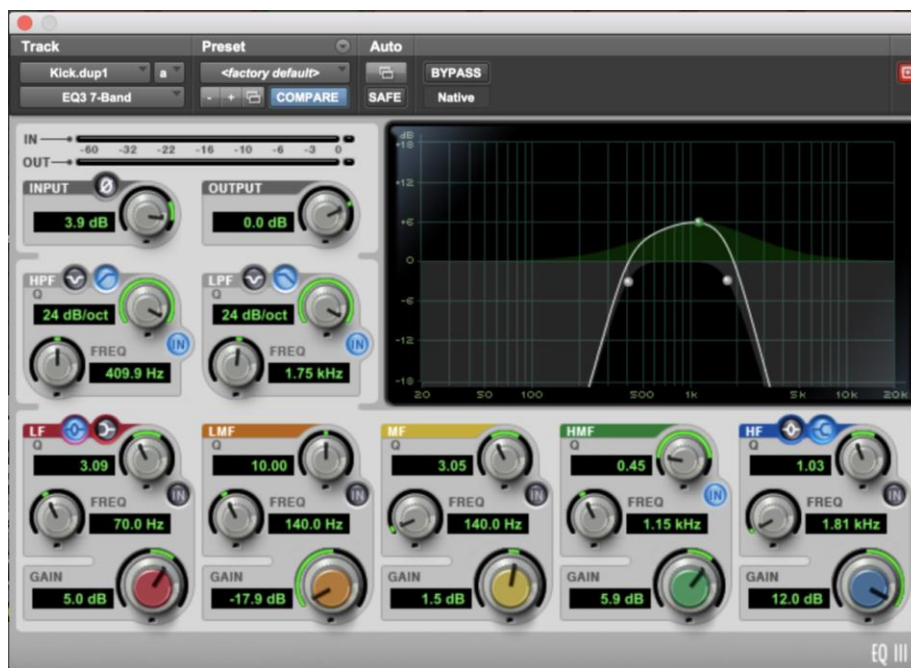 Track Preset Auto
Kick.dup1 a <factory default> BYPASS
EQ3 7-Band - + COMPARE SAFE Native
IN
-60 -32 -22 -16 -10 -6 -3 0
OUT
INPUT Ø OUTPUT
3.9 dB 0.0 dB
HPF LPF
Q Q
24 dB/oct 24 dB/oct
IN IN
FREQ FREQ
409.9 Hz 1.75 kHz
dB
+18
+12
+6
0
-6
-12
-18
20 50 100 500 1k 5k 10k 20k
LF LMF MF HMF HF
Q Q Q Q Q
3.09 10.00 3.05 0.45 1.03
IN IN IN IN IN
FREQ FREQ FREQ FREQ FREQ
70.0 Hz 140.0 Hz 140.0 Hz 1.15 kHz 1.81 kHz
GAIN GAIN GAIN GAIN GAIN
5.0 dB -17.9 dB 1.5 dB 5.9 dB 12.0 dB
EQ III